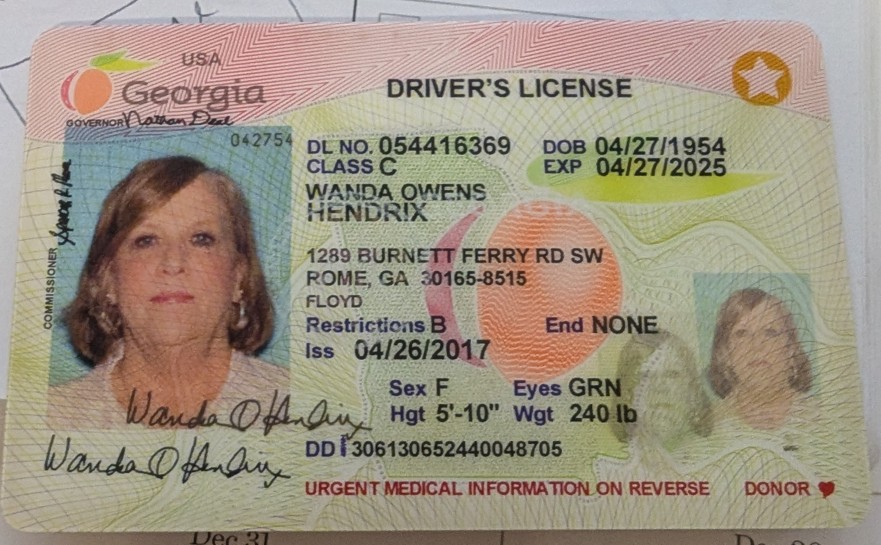 USA
Georgia
GOVERNOR Nathan Deal
DRIVER'S LICENSE
042754
DL NO. 054416369 DOB 04/27/1954
CLASS C EXP 04/27/2025
WANDA OWENS
HENDRIX
1289 BURNETT FERRY RD SW
ROME, GA 30165-8515
FLOYD
Restrictions B End NONE
Iss 04/26/2017
Sex F Eyes GRN
Hgt 5'-10" Wgt 240 lb
DD 306130652440048705
COMMISSIONER
Wanda O Hendrix
Wanda O Hendrix
URGENT MEDICAL INFORMATION ON REVERSE DONOR
Dec 31